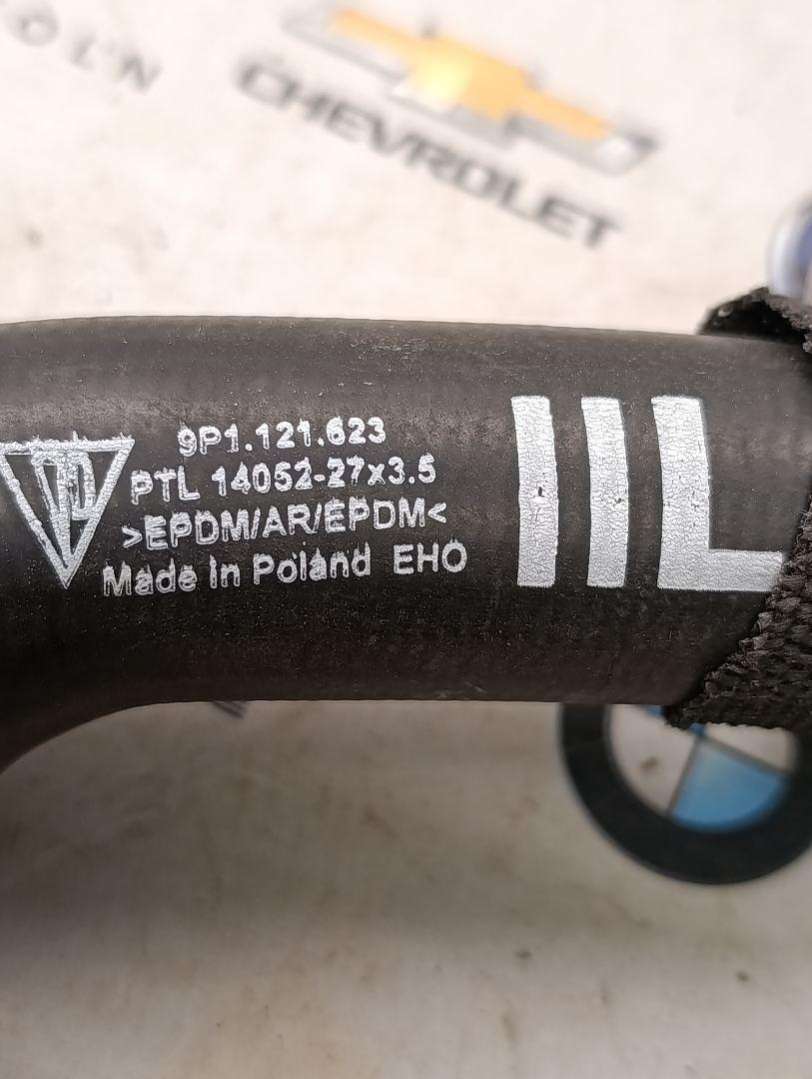 CHEVROLET
9P1.121.623
PTL 14052-27x3.5
>EPDM/AR/EPDM<
Made in Poland EHO
IIL